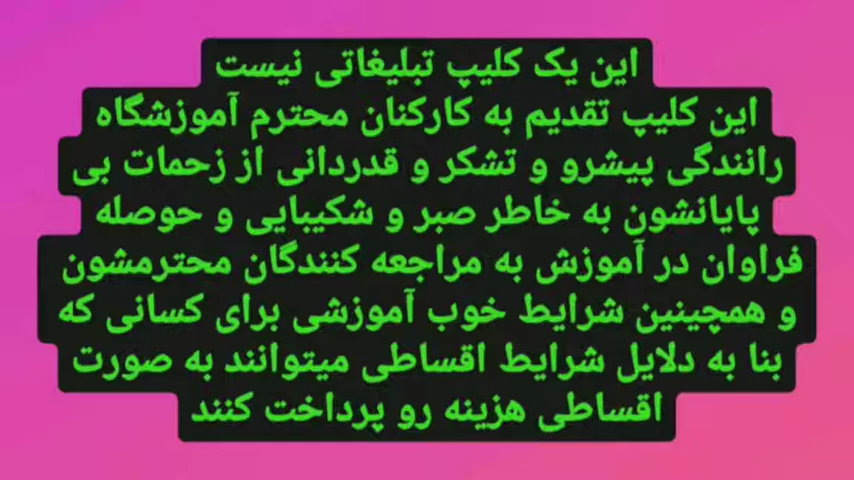 این یک کلیپ تبلیغاتی نیست
این کلیپ تقدیم به کارکنان محترم آموزشگاه
رانندگی پیشرو و تشکر و قدردانی از زحمات بی
پایانشون به خاطر صبر و شکیبایی و حوصله
فراوان در آموزش به مراجعه کنندگان محترمشون
و همچینین شرایط خوب آموزشی برای کسانی که
بنا به دلایل شرایط اقساطی میتوانند به صورت
اقساطی هزینه رو پرداخت کنند